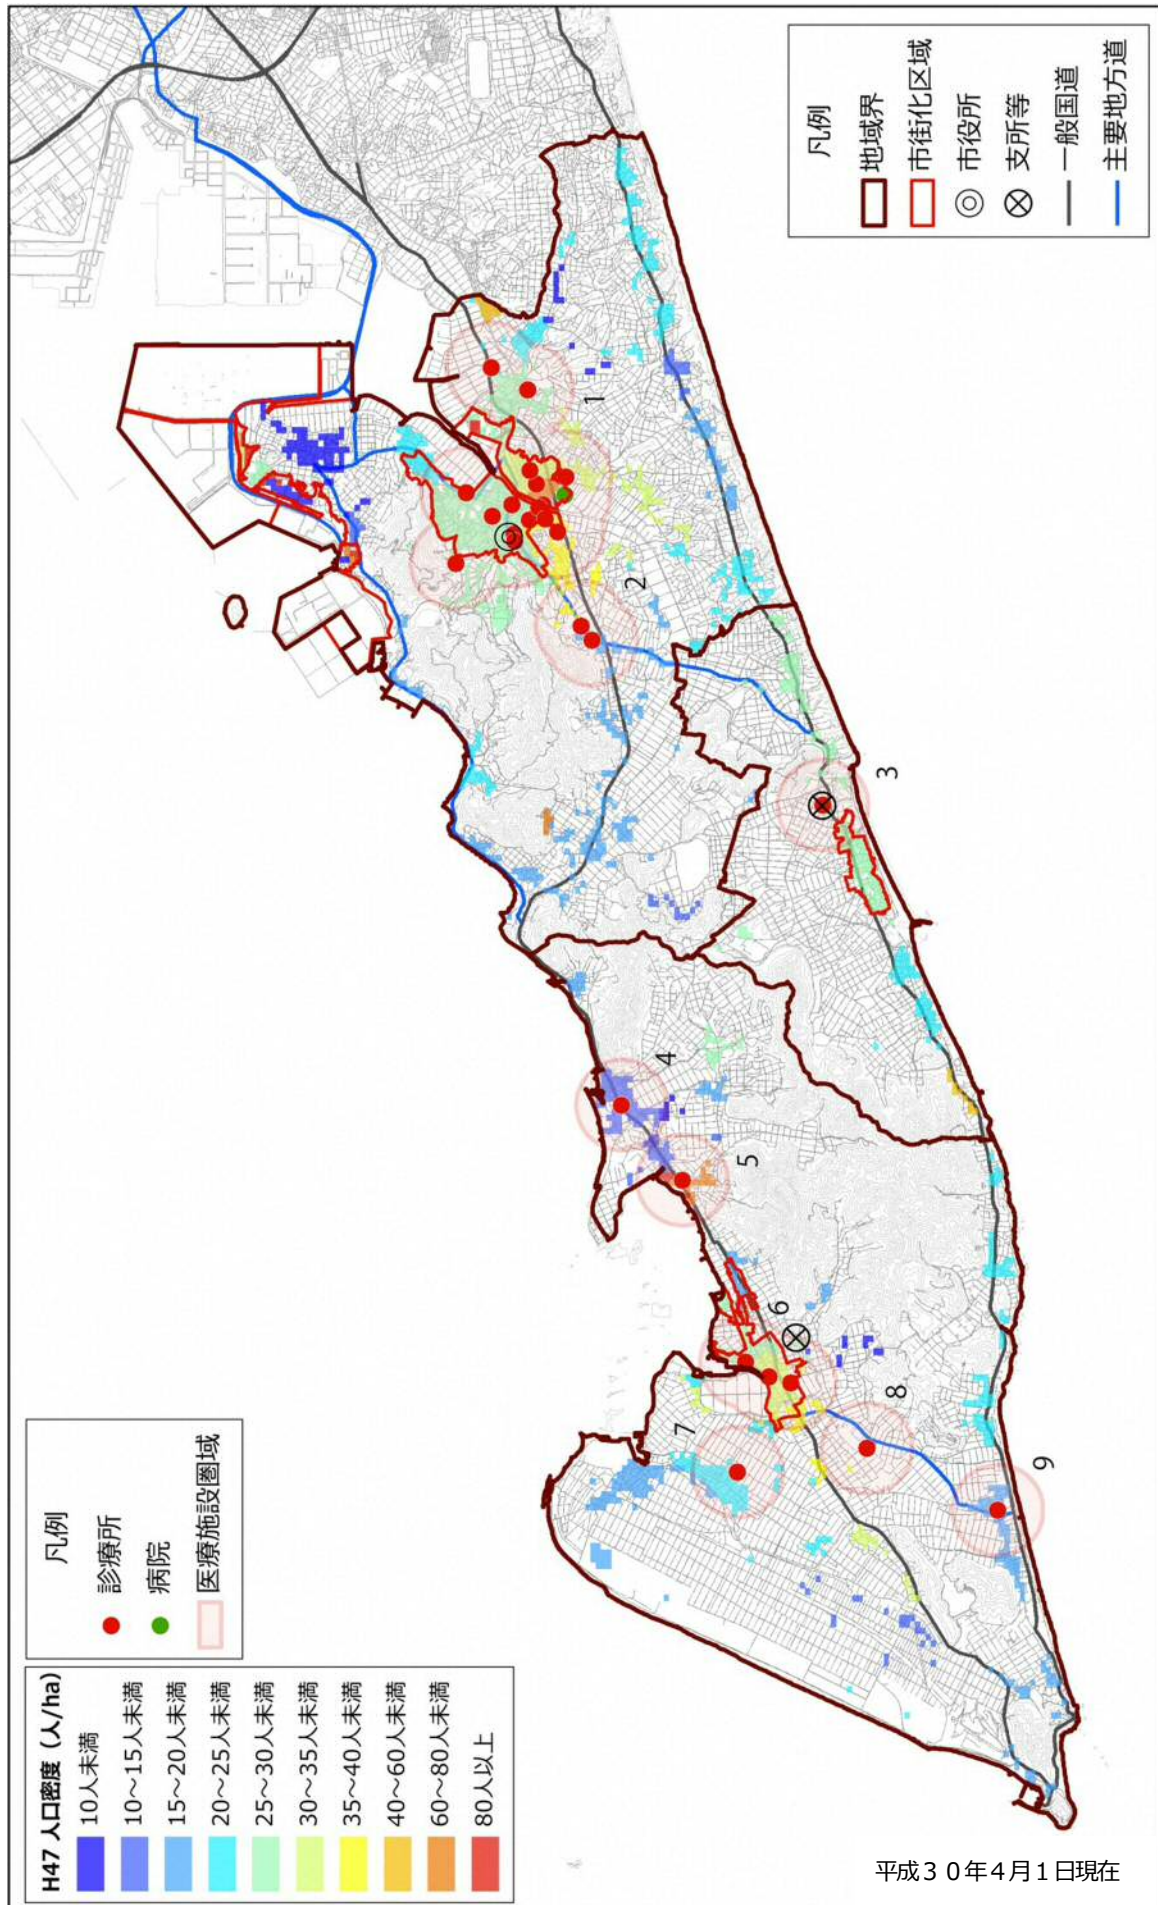 凡例
地域界
市街化区域
市役所
支所等
一般国道
主要地方道
1
2
3
4
5
6
7
8
9
凡例
診療所
病院
医療施設圏域
H47 人口密度（人/ha）
10人未満
10～15人未満
15～20人未満
20～25人未満
25～30人未満
30～35人未満
35～40人未満
40～60人未満
60～80人未満
80人以上
平成３０年４月１日現在